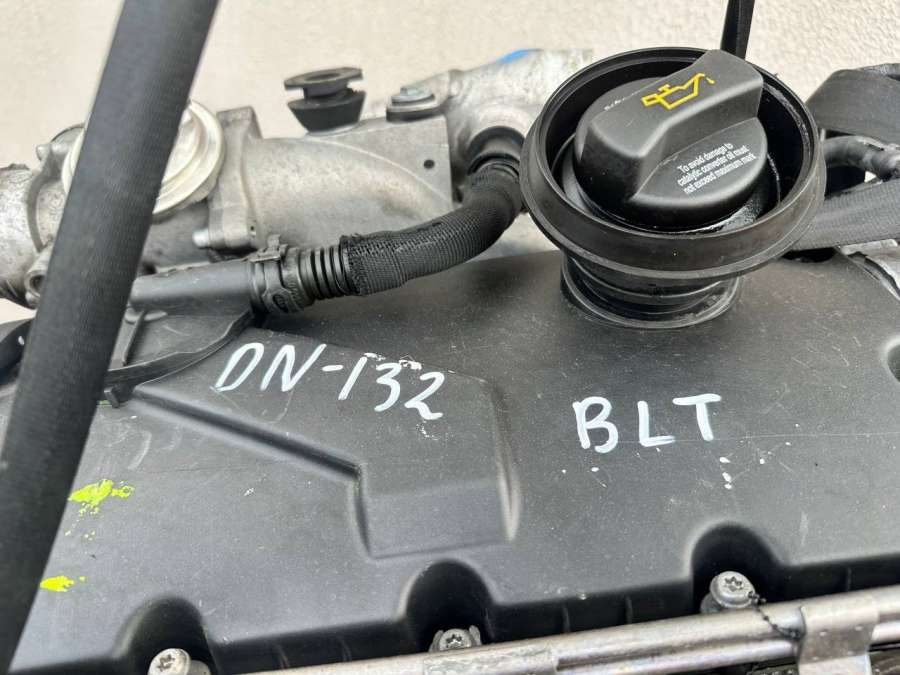 To avoid damage to
catalytic converter oil must
not exceed maximum mark
DN-132
BLT